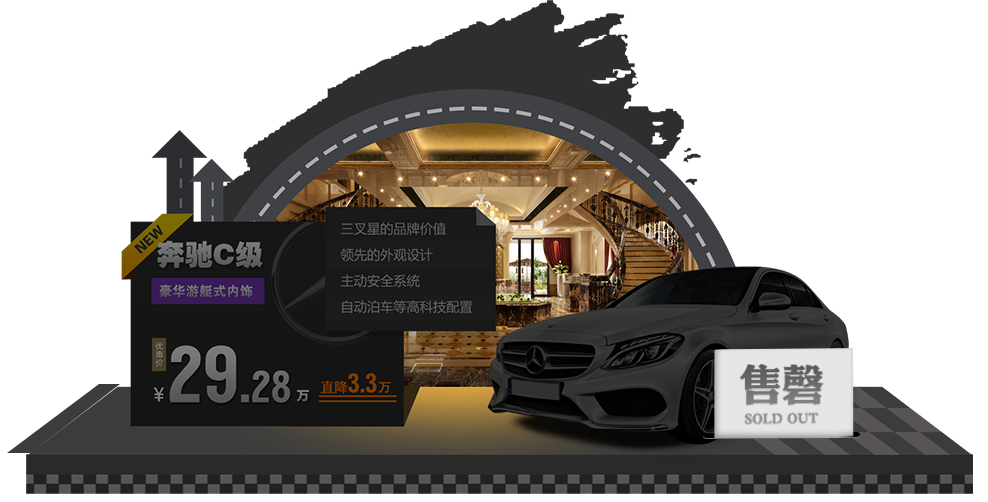 NEW
奔驰C级
豪华游艇式内饰
优惠价
¥29.28万
直降3.3万
三叉星的品牌价值
领先的外观设计
主动安全系统
自动泊车等高科技配置
售磬
SOLD OUT